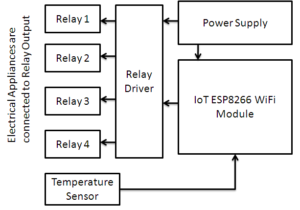 Electrical Appliances are
connected to Relay Output
Relay 1
Relay 2
Relay 3
Relay 4
Relay
Driver
Power Supply
IoT ESP8266 WiFi
Module
Temperature
Sensor